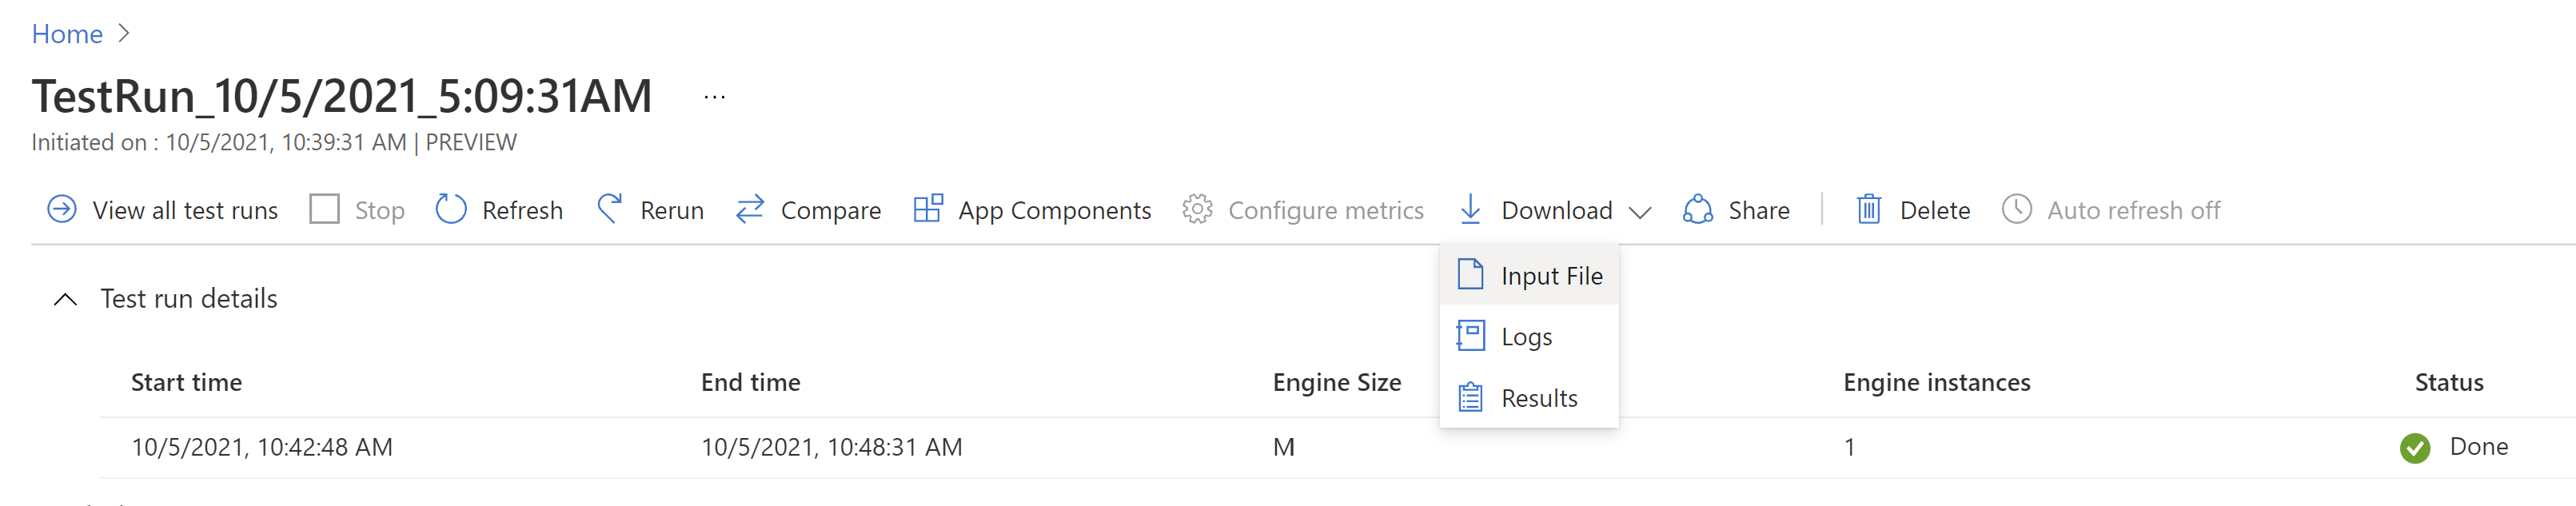 Home
TestRun_10/5/2021_5:09:31AM ...
Initiated on : 10/5/2021, 10:39:31 AM | PREVIEW
View all test runs Stop Refresh Rerun Compare App Components Configure metrics Download Share Delete Auto refresh off
Input File
Logs
Results
Test run details
Start time End time Engine Size Engine instances Status
10/5/2021, 10:42:48 AM 10/5/2021, 10:48:31 AM M 1 Done